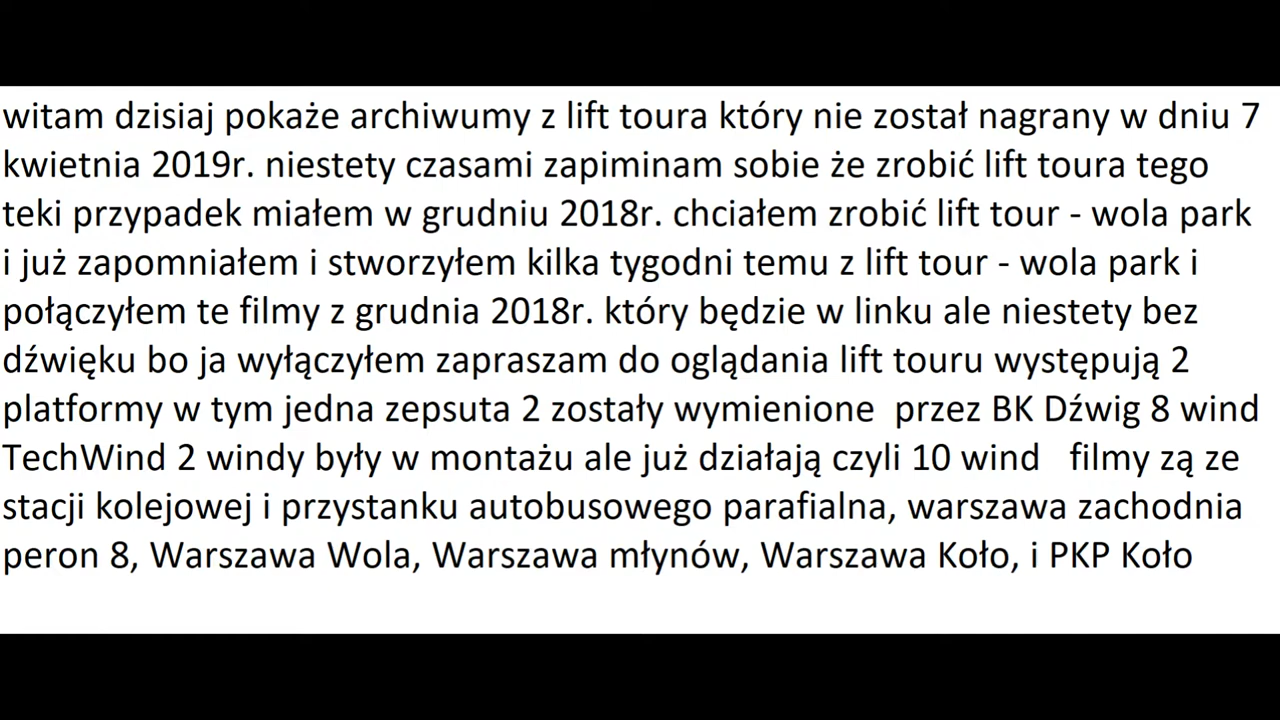 witam dzisiaj pokaże archiwumy z lift toura który nie został nagrany w dniu 7
kwietnia 2019r. niestety czasami zapiminam sobie że zrobić lift toura tego
teki przypadek miałem w grudniu 2018r. chciałem zrobić lift tour - wola park
i już zapomniałem i stworzyłem kilka tygodni temu z lift tour - wola park i
połączyłem te filmy z grudnia 2018r. który będzie w linku ale niestety bez
dźwięku bo ja wyłączyłem zapraszam do oglądania lift touru występują 2
platformy w tym jedna zepsuta 2 zostały wymienione  przez BK Dźwig 8 wind
TechWind 2 windy były w montażu ale już działają czyli 10 wind   filmy zą ze
stacji kolejowej i przystanku autobusowego parafialna, warszawa zachodnia
peron 8, Warszawa Wola, Warszawa młynów, Warszawa Koło, i PKP Koło